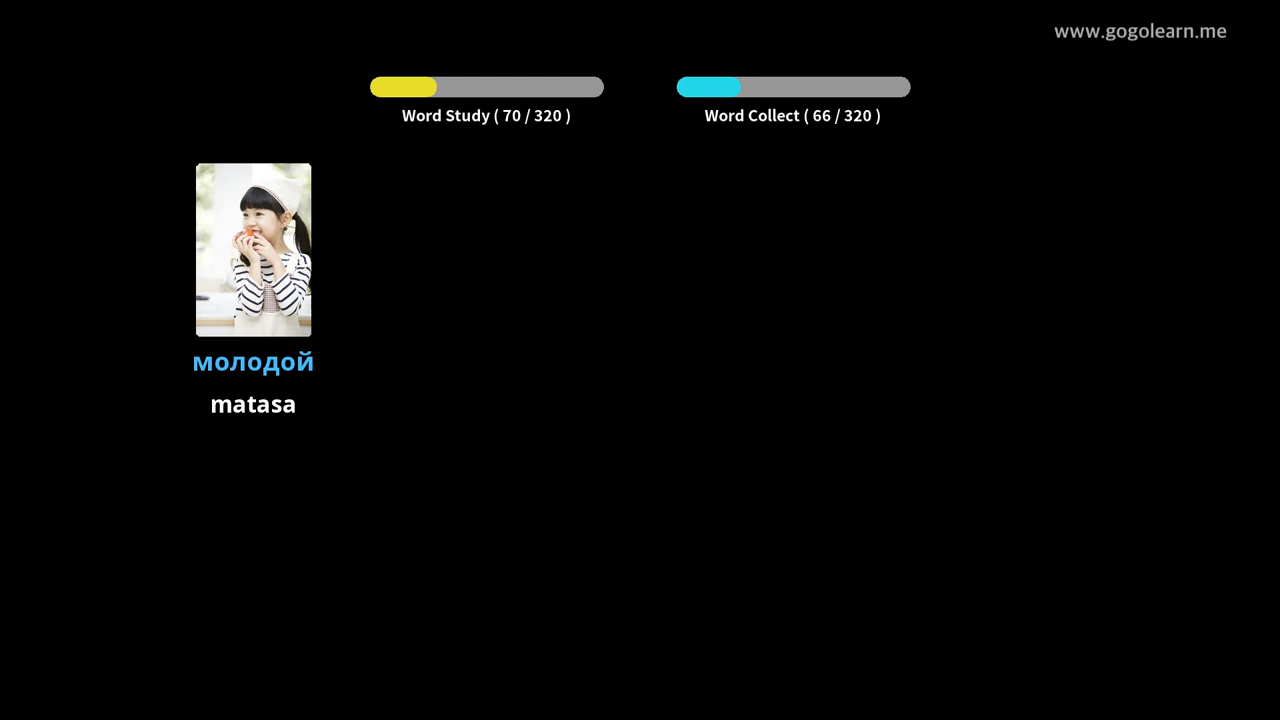 www.gogolearn.me
Word Study ( 70 / 320 )
Word Collect ( 66 / 320 )
молодой
matasa